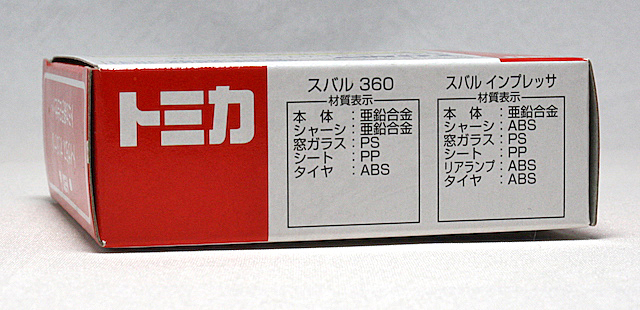 トミカ
スバル 360
材質表示
本体：亜鉛合金
シャーシ：亜鉛合金
窓ガラス：PS
シート：PP
タイヤ：ABS
スバル インプレッサ
材質表示
本体：亜鉛合金
シャーシ：ABS
窓ガラス：PS
シート：PP
リアランプ：ABS
タイヤ：ABS